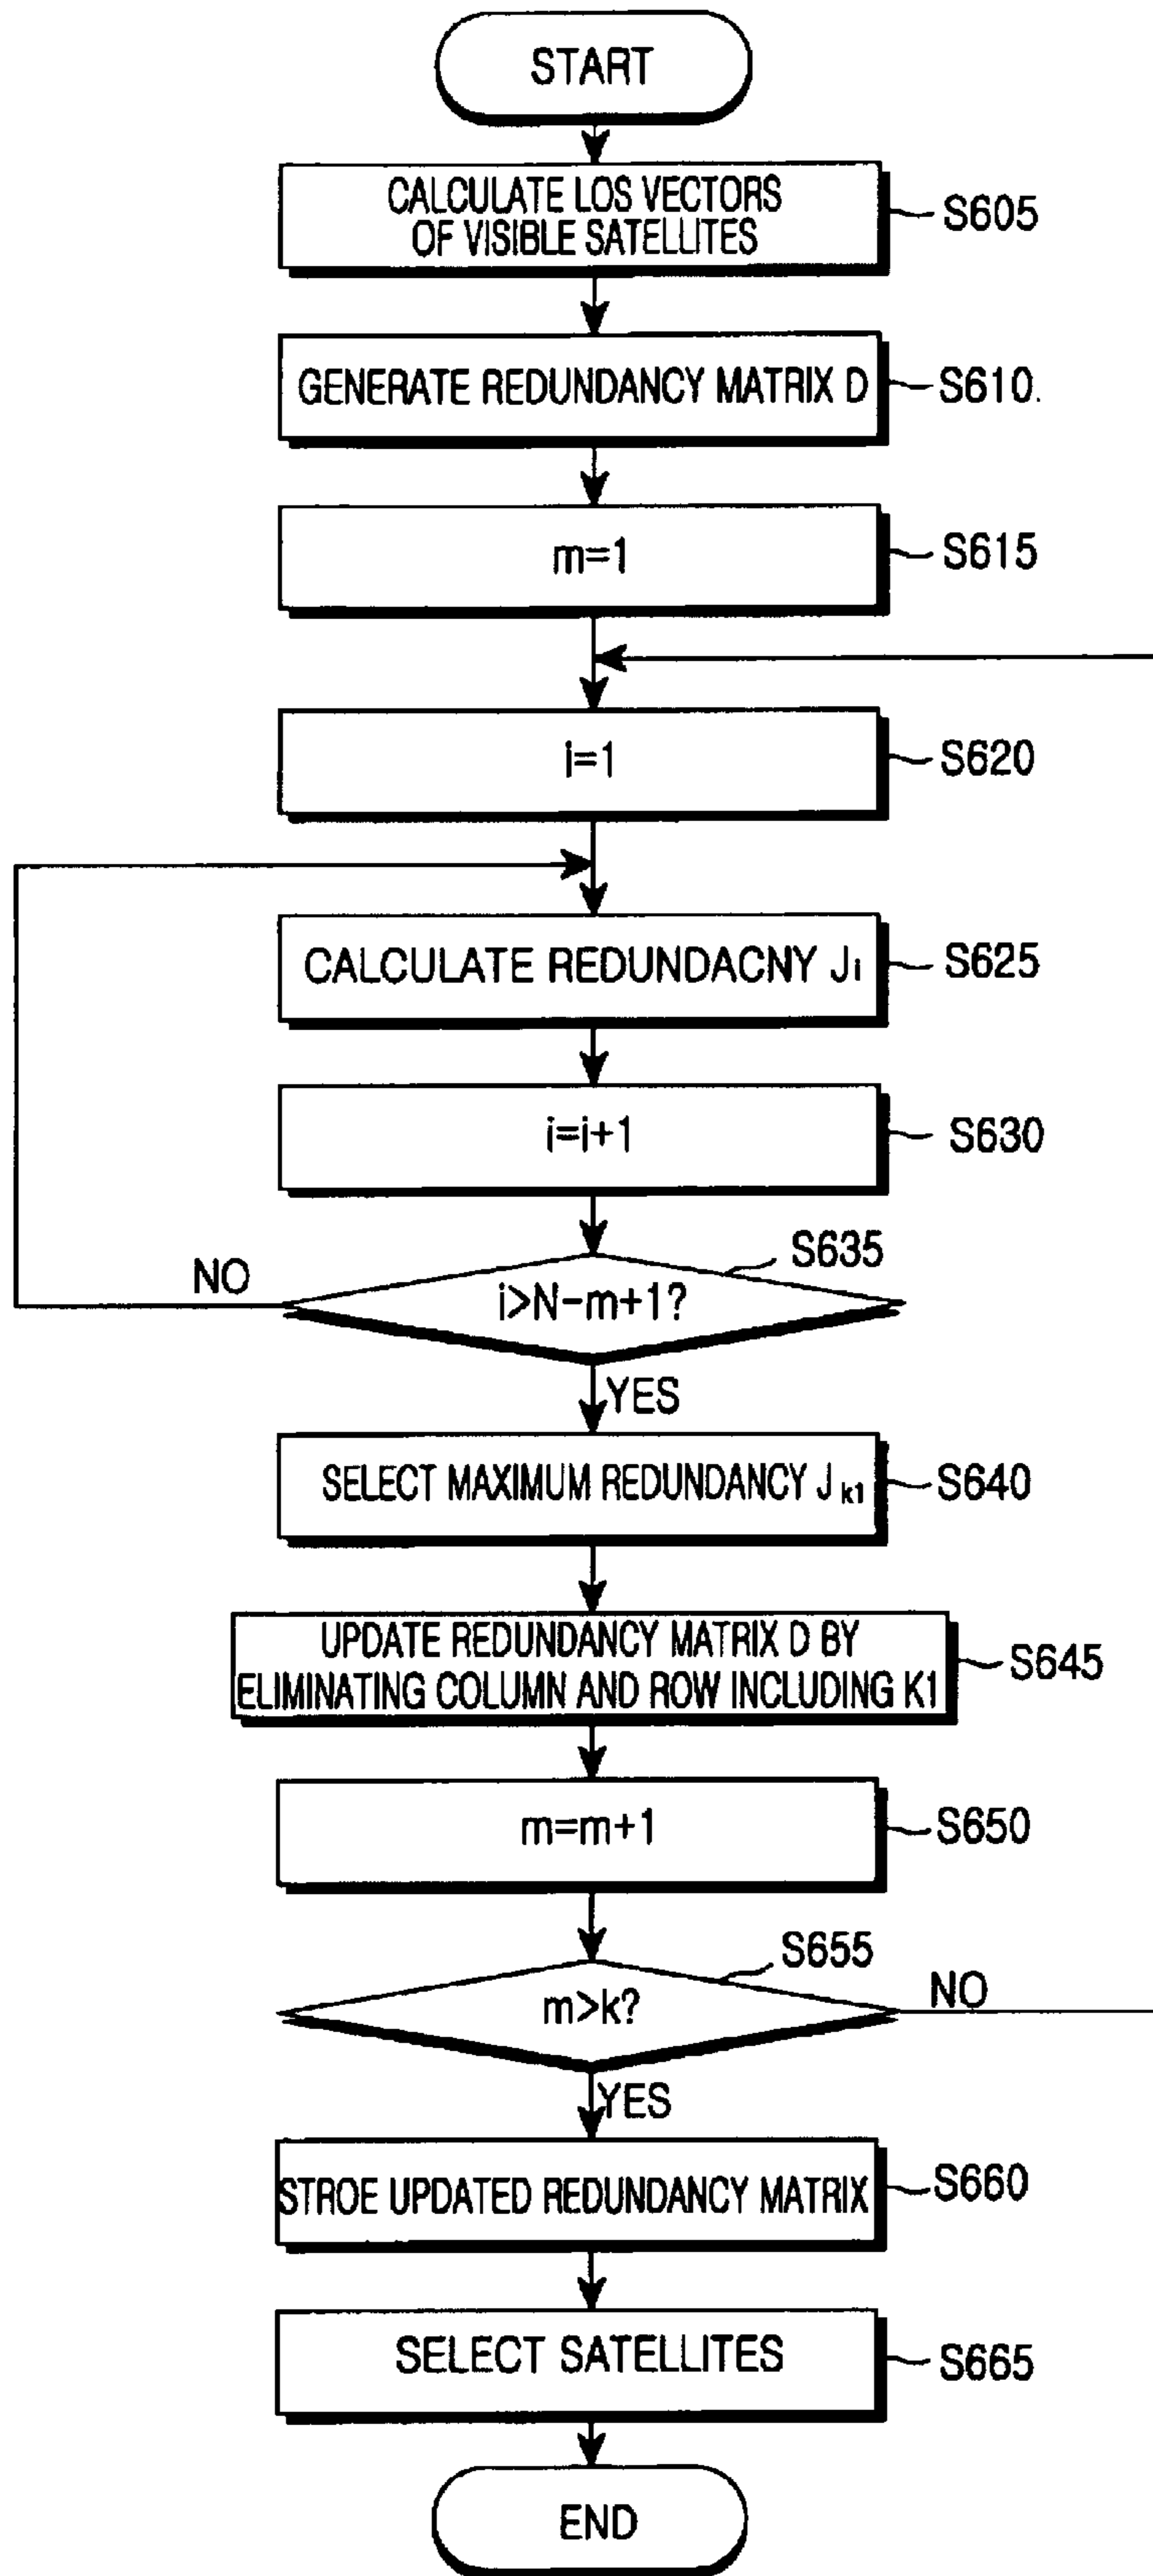 START
CALCULATE LOS VECTORS
OF VISIBLE SATELLITES
S605
GENERATE REDUNDANCY MATRIX D
S610.
m=1
S615
i=1
S620
CALCULATE REDUNDACNY Ji
S625
i=i+1
S630
S635
NO
i>N-m+1?
YES
SELECT MAXIMUM REDUNDANCY Jk1
S640
UPDATE REDUNDANCY MATRIX D BY
ELIMINATING COLUMN AND ROW INCLUDING K1
S645
m=m+1
S650
S655
m>k?
NO
YES
STROE UPDATED REDUNDANCY MATRIX
S660
SELECT SATELLITES
S665
END